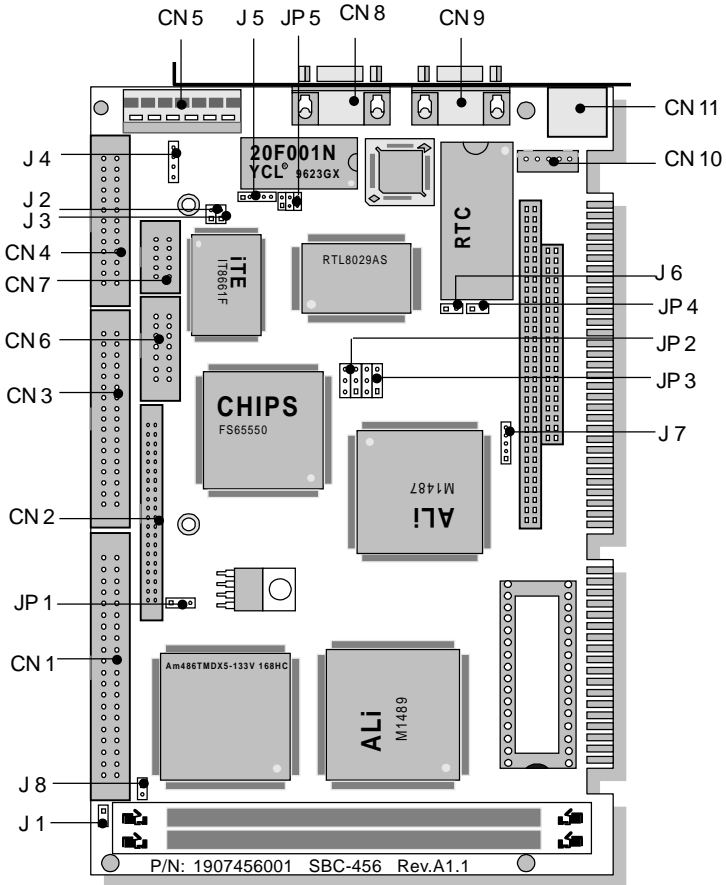 CN 5
J 5
JP 5
CN 8
CN 9
CN 11
J 4
20F001N
YCL® 9623GX
CN 10
J 2
J 3
RTC
CN 4
iTE
IT8661F
RTL8029AS
J 6
CN 7
JP 4
CN 6
JP 2
JP 3
CN 3
CHIPS
FS65550
J 7
M1487
ALi
CN 2
JP 1
CN 1
Am486TMDX5-133V 168HC
ALi
M1489
J 8
J 1
P/N: 1907456001 SBC-456 Rev.A1.1